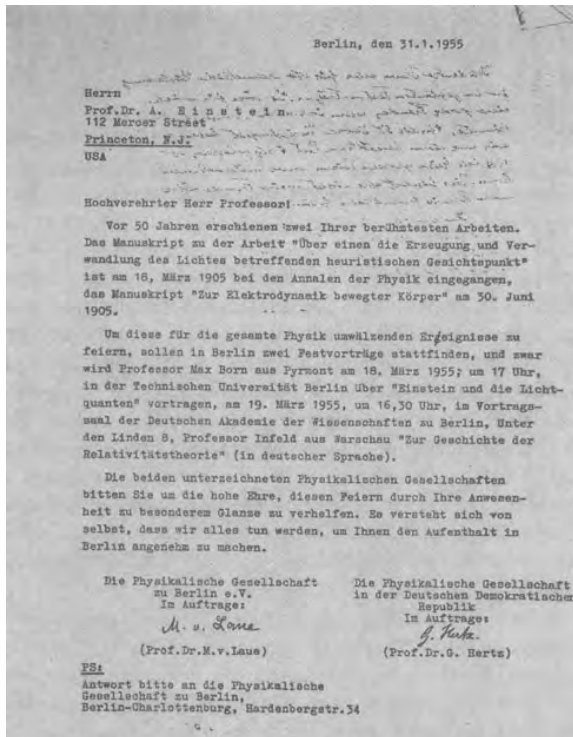 Berlin, den 31.1.1955
Herrn
Prof.Dr. A. E i n s t e i n
112 Mercer Street
Princeton, N.J.
USA
Hochverehrter Herr Professor!
Vor 50 Jahren erschienen zwei Ihrer berühmtesten Arbeiten.
Das Manuskript zu der Arbeit "Über einen die Erzeugung und Ver-
wandlung des Lichtes betreffenden heuristischen Gesichtspunkt"
ist am 18. März 1905 bei den Annalen der Physik eingegangen,
das Manuskript "Zur Elektrodynamik bewegter Körper" am 30. Juni
1905.
Um diese für die gesamte Physik umwälzenden Ereignisse zu
feiern, sollen in Berlin zwei Festvorträge stattfinden, und zwar
wird Professor Max Born aus Pyrmont am 18. März 1955, um 17 Uhr,
in der Technischen Universität Berlin über "Einstein und die Licht-
quanten" vortragen, am 19. März 1955, um 16,30 Uhr, im Vortrags-
saal der Deutschen Akademie der Wissenschaften zu Berlin, Unter
den Linden 8, Professor Infeld aus Warschau "Zur Geschichte der
Relativitätstheorie" (in deutscher Sprache).
Die beiden unterzeichneten Physikalischen Gesellschaften
bitten Sie um die hohe Ehre, diesen Feiern durch Ihre Anwesen-
heit zu besonderem Glanze zu verhelfen. Es versteht sich von
selbst, dass wir alles tun werden, um Ihnen den Aufenthalt in
Berlin angenehm zu machen.
Die Physikalische Gesellschaft
zu Berlin e.V.
Im Auftrage:
M. v. Laue
(Prof.Dr.M.v.Laue)
Die Physikalische Gesellschaft
in der Deutschen Demokratischen
Republik
Im Auftrage:
G. Hertz.
(Prof.Dr.G. Hertz)
PS:
Antwort bitte an die Physikalische
Gesellschaft zu Berlin,
Berlin-Charlottenburg, Hardenbergstr.34